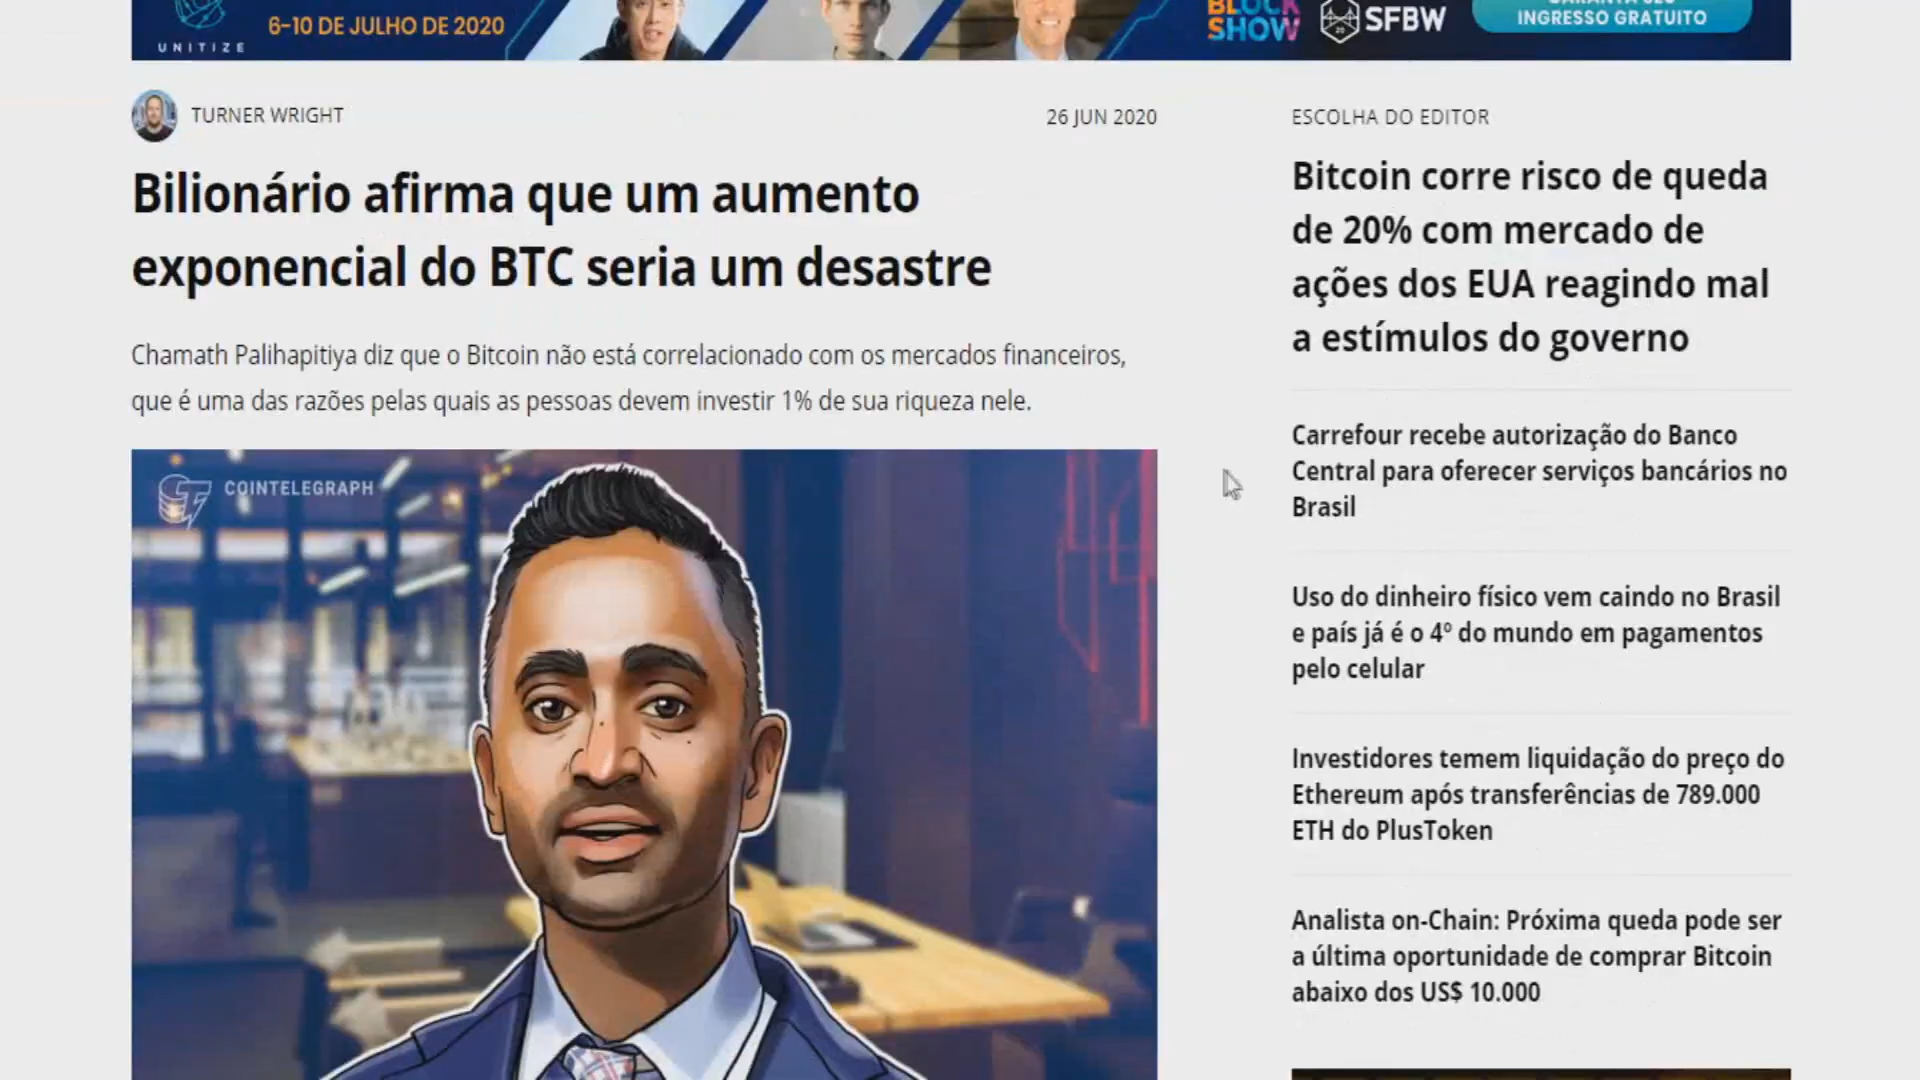 UNITIZE
6-10 DE JULHO DE 2020
BLOCK
SHOW
SFBW
20
GARANTA SEU
INGRESSO GRATUITO
TURNER WRIGHT
26 JUN 2020
Bilionário afirma que um aumento
exponencial do BTC seria um desastre
Chamath Palihapitiya diz que o Bitcoin não está correlacionado com os mercados financeiros,
que é uma das razões pelas quais as pessoas devem investir 1% de sua riqueza nele.
COINTELEGRAPH
ESCOLHA DO EDITOR
Bitcoin corre risco de queda
de 20% com mercado de
ações dos EUA reagindo mal
a estímulos do governo
Carrefour recebe autorização do Banco
Central para oferecer serviços bancários no
Brasil
Uso do dinheiro físico vem caindo no Brasil
e país já é o 4º do mundo em pagamentos
pelo celular
Investidores temem liquidação do preço do
Ethereum após transferências de 789.000
ETH do PlusToken
Analista on-Chain: Próxima queda pode ser
a última oportunidade de comprar Bitcoin
abaixo dos US$ 10.000